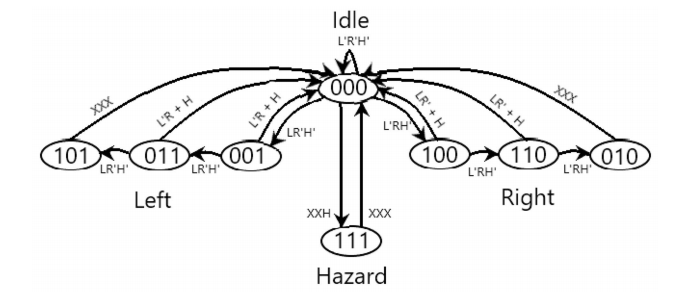 Idle
L'R'H'
000
XXX
L'R + H
L'R + H
LR'H'
L'RH'
LR' + H
LR' + H
XXX
101
011
001
100
110
010
LR'H'
LR'H'
L'RH'
L'RH'
Left
Right
XXH
XXX
111
Hazard